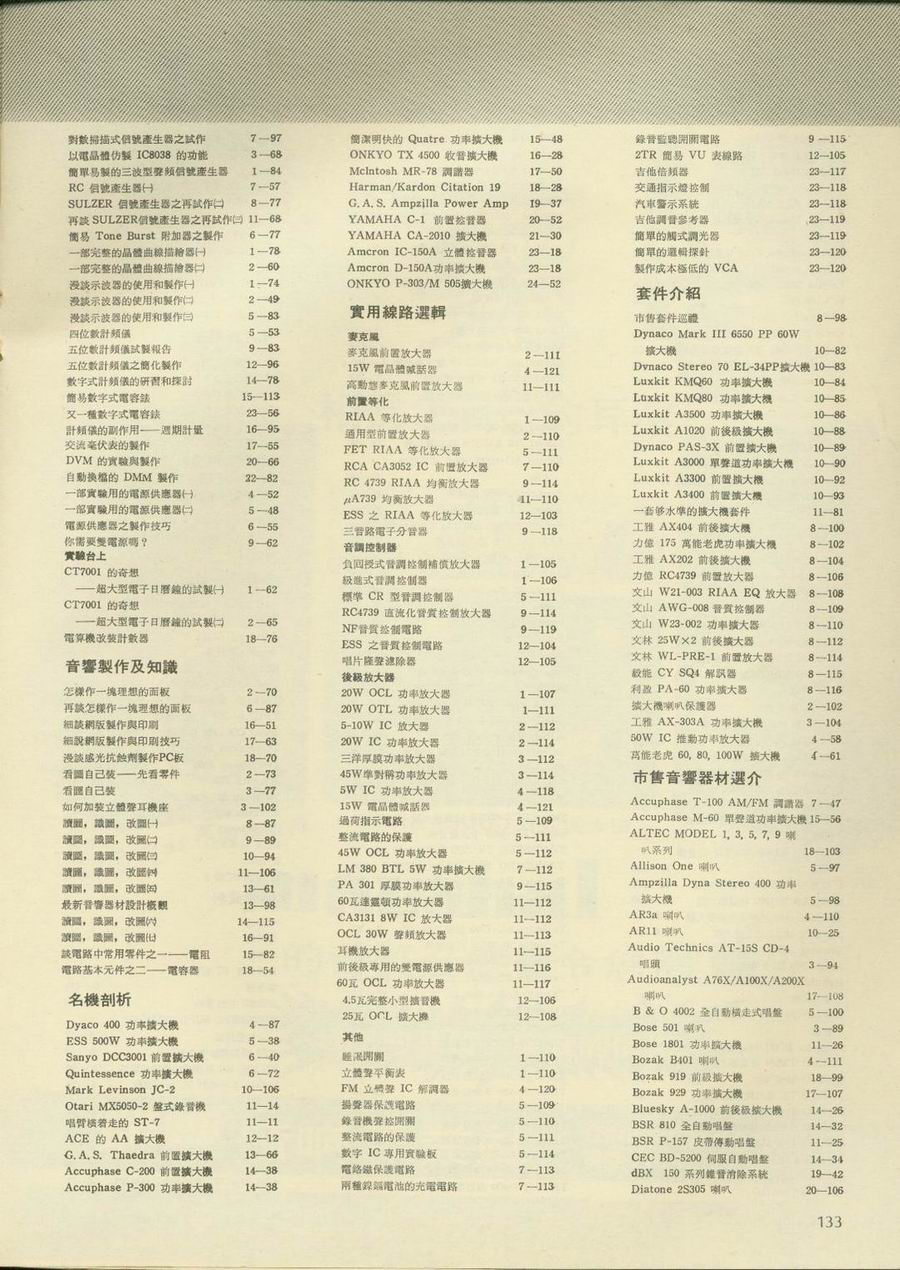 對數掃描式信號產生器之試作 7—97
以電晶體仿製 IC8038 的功能 3—68
簡單易製的三波型聲頻信號產生器 1—84
RC 信號產生器㈠ 7—57
SULZER 信號產生器之再試作㈡ 8—77
再談 SULZER信號產生器之再試作㈢ 11—68
簡易 Tone Burst 附加器之製作 6—77
一部完整的晶體曲線描繪器㈠ 1—78
一部完整的晶體曲線描繪器㈡ 2—60
漫談示波器的使用和製作㈠ 1—74
漫談示波器的使用和製作㈡ 2—49
漫談示波器的使用和製作㈢ 5—83
四位數計頻儀 5—53
五位數計頻儀試製報告 9—83
五位數計頻儀之簡化製作 12—96
數字式計頻儀的研習和探討 14—78
簡易數字式電容錶 15—113
又一種數字式電容錶 23—56
計頻儀的副作用——週期計量 16—95
交流毫伏表的製作 17—55
DVM 的實驗與製作 20—66
自動換檔的 DMM 製作 22—82
一部實驗用的電源供應器㈠ 4—52
一部實驗用的電源供應器㈡ 5—48
電源供應器之製作技巧 6—55
你需要雙電源嗎？ 9—62
實驗台上
CT7001 的奇想
——超大型電子日曆鐘的試製㈠ 1—62
CT7001 的奇想
——超大型電子日曆鐘的試製㈡ 2—65
電算機改裝計數器 18—76
音響製作及知識
怎樣作一塊理想的面板 2—70
再談怎樣作一塊理想的面板 6—87
細談網版製作與印刷 16—51
細說網版製作與印刷技巧 17—63
漫談感光抗蝕劑製作PC板 18—70
看圖自己裝——先看零件 2—73
看圖自己裝 3—77
如何加裝立體聲耳機座 3—102
讀圖，識圖，改圖㈠ 8—87
讀圖，識圖，改圖㈡ 9—89
讀圖，識圖，改圖㈢ 10—94
讀圖，識圖，改圖㈣ 11—106
讀圖，識圖，改圖㈤ 13—61
最新音響器材設計概觀 13—98
讀圖，識圖，改圖㈥ 14—115
讀圖，識圖，改圖㈦ 16—91
談電路中常用零件之一——電阻 15—82
電路基本元件之二——電容器 18—54
名機剖析
Dyaco 400 功率擴大機 4—87
ESS 500W 功率擴大機 5—38
Sanyo DCC3001 前置擴大機 6—40
Quintessence 功率擴大機 6—72
Mark Levinson JC-2 10—106
Otari MX5050-2 盤式錄音機 11—14
唱臂橫着走的 ST-7 11—11
ACE 的 AA 擴大機 12—12
G. A. S. Thaedra 前置擴大機 13—66
Accuphase C-200 前置擴大機 14—38
Accuphase P-300 功率擴大機 14—38
簡潔明快的 Quatre 功率擴大機 15—48
ONKYO TX 4500 收音擴大機 16—28
McIntosh MR-78 調諧器 17—50
Harman/Kardon Citation 19 18—28
G. A. S. Ampzilla Power Amp 19—37
YAMAHA C-1 前置控音器 20—52
YAMAHA CA-2010 擴大機 21—30
Amcron IC-150A 立體控音器 23—18
Amcron D-150A功率擴大機 23—18
ONKYO P-303/M 505擴大機 24—52
實用線路選輯
麥克風
麥克風前置放大器 2—111
15W 電晶體喊話器 4—121
高動態麥克風前置放大器 11—111
前置等化
RIAA 等化放大器 1—109
通用型前置放大器 2—110
FET RIAA 等化放大器 5—111
RCA CA3052 IC 前置放大器 7—110
RC 4739 RIAA 均衡放大器 9—114
μA739 均衡放大器 11—110
ESS 之 RIAA 等化放大器 12—103
三音路電子分音器 9—118
音調控制器
負回授式音調控制補償放大器 1—105
級進式音調控制器 1—106
標準 CR 型音調控制器 5—111
RC4739 直流化音質控制放大器 9—114
NF音質控制電路 9—119
ESS 之音質控制電路 12—104
唱片隆聲濾除器 12—105
後級放大器
20W OCL 功率放大器 1—107
20W OTL 功率放大器 1—111
5-10W IC 放大器 2—112
20W IC 功率放大器 2—114
三洋厚膜功率放大器 3—112
45W準對稱功率放大器 3—114
5W IC 功率放大器 4—118
15W 電晶體喊話器 4—121
過荷指示電路 5—109
整流電路的保護 5—111
45W OCL 功率放大器 5—112
LM 380 BTL 5W 功率擴大機 7—112
PA 301 厚膜功率放大器 9—115
60瓦達靈頓功率放大器 11—112
CA3131 8W IC 放大器 11—112
OCL 30W 聲頻放大器 11—113
耳機放大器 11—115
前後級專用的雙電源供應器 11—116
60瓦 OCL 功率放大器 11—117
4.5瓦完整小型擴音機 12—106
25瓦 OCL 擴大機 12—108
其他
睡眠開關 1—110
立體聲平衡表 1—110
FM 立體聲 IC 解調器 4—120
揚聲器保護電路 5—109
錄音機聲控開關 5—110
整流電路的保護 5—111
數字 IC 專用實驗板 5—114
電烙鐵保護電路 7—113
兩種鎳鎘電池的充電電路 7—113
錄音監聽開關電路 9—115
2TR 簡易 VU 表線路 12—105
吉他倍頻器 23—117
交通指示燈控制 23—118
汽車警示系統 23—118
吉他調音參考器 23—119
簡單的觸式調光器 23—119
簡單的邏輯探針 23—120
製作成本極低的 VCA 23—120
套件介紹
市售套件巡禮 8—98
Dynaco Mark III 6550 PP 60W
擴大機 10—82
Dynaco Stereo 70 EL-34PP擴大機 10—83
Luxkit KMQ60 功率擴大機 10—84
Luxkit KMQ80 功率擴大機 10—85
Luxkit A3500 功率擴大機 10—86
Luxkit A1020 前後級擴大機 10—88
Dynaco PAS-3X 前置擴大機 10—89
Luxkit A3000 單聲道功率擴大機 10—90
Luxkit A3300 前置擴大機 10—92
Luxkit A3400 前置擴大機 10—93
一套够水準的擴大機套件 11—81
工雅 AX404 前後擴大機 8—100
力億 175 萬能老虎功率擴大機 8—102
工雅 AX202 前後擴大機 8—104
力億 RC4739 前置放大器 8—106
文山 W21-003 RIAA EQ 放大器 8—108
文山 AWG-008 音質控制器 8—109
文山 W23-002 功率擴大器 8—110
文林 25W×2 前後擴大器 8—112
文林 WL-PRE-1 前置放大器 8—114
毅能 CY SQ4 解訊器 8—115
利盈 PA-60 功率擴大機 8—116
擴大機喇叭保護器 2—102
工雅 AX-303A 功率擴大機 3—104
50W IC 推動功率放大器 4—58
萬能老虎 60, 80, 100W 擴大機 4—61
市售音響器材選介
Accuphase T-100 AM/FM 調諧器 7—47
Accuphase M-60 單聲道功率擴大機 15—56
ALTEC MODEL 1, 3, 5, 7, 9 喇
叭系列 18—103
Allison One 喇叭 5—97
Ampzilla Dyna Stereo 400 功率
擴大機 5—98
AR3a 喇叭 4—110
AR11 喇叭 10—25
Audio Technics AT-15S CD-4
唱頭 3—94
Audioanalyst A76X/A100X/A200X
喇叭 17—108
B & O 4002 全自動橫走式唱盤 5—100
Bose 501 喇叭 3—89
Bose 1801 功率擴大機 11—26
Bozak B401 喇叭 4—111
Bozak 919 前級擴大機 18—99
Bozak 929 功率擴大機 17—107
Bluesky A-1000 前後級擴大機 14—26
BSR 810 全自動唱盤 14—32
BSR P-157 皮帶傳動唱盤 11—25
CEC BD-5200 伺服自動唱盤 14—34
dBX 150 系列雜音消除系統 19—42
Diatone 2S305 喇叭 20—106
133